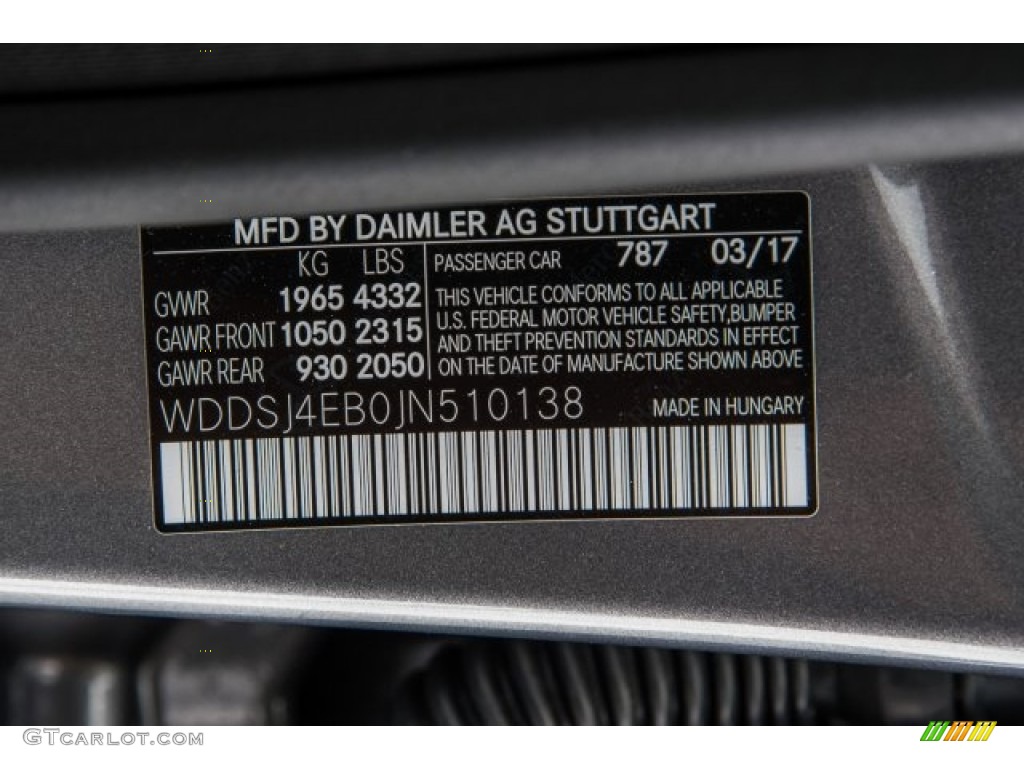 MFD BY DAIMLER AG STUTTGART
KG LBS
GVWR 1965 4332
GAWR FRONT 1050 2315
GAWR REAR 930 2050
PASSENGER CAR 787 03/17
THIS VEHICLE CONFORMS TO ALL APPLICABLE
U.S. FEDERAL MOTOR VEHICLE SAFETY,BUMPER
AND THEFT PREVENTION STANDARDS IN EFFECT
ON THE DATE OF MANUFACTURE SHOWN ABOVE
WDDSJ4EB0JN510138 MADE IN HUNGARY
GTCARLOT.COM